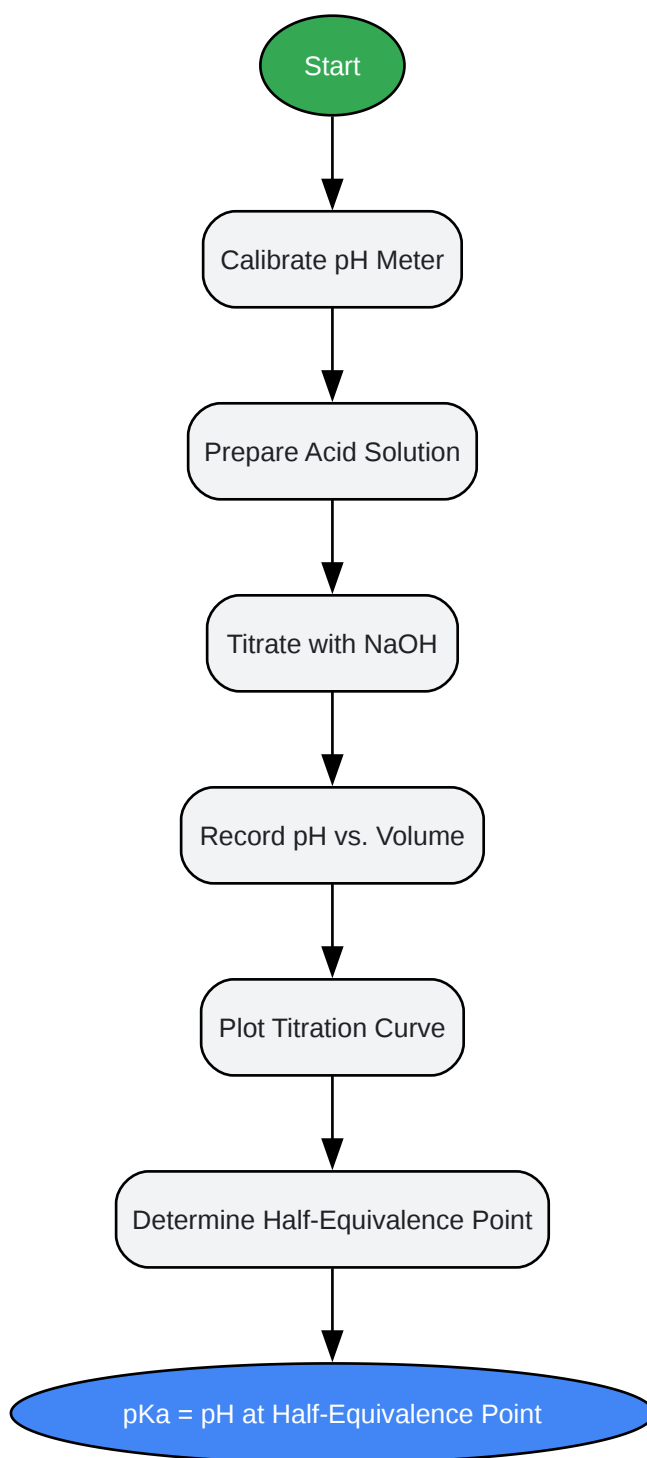 Start
Calibrate pH Meter
Prepare Acid Solution
Titrate with NaOH
Record pH vs. Volume
Plot Titration Curve
Determine Half-Equivalence Point
pKa = pH at Half-Equivalence Point